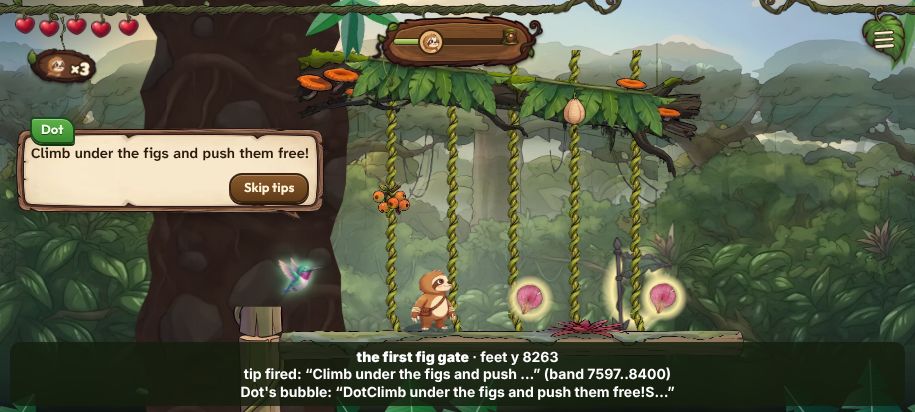 x3
Dot
Climb under the figs and push them free!
Skip tips
the first fig gate · feet y 8263
tip fired: “Climb under the figs and push ...” (band 7597..8400)
Dot's bubble: “DotClimb under the figs and push them free!S...”